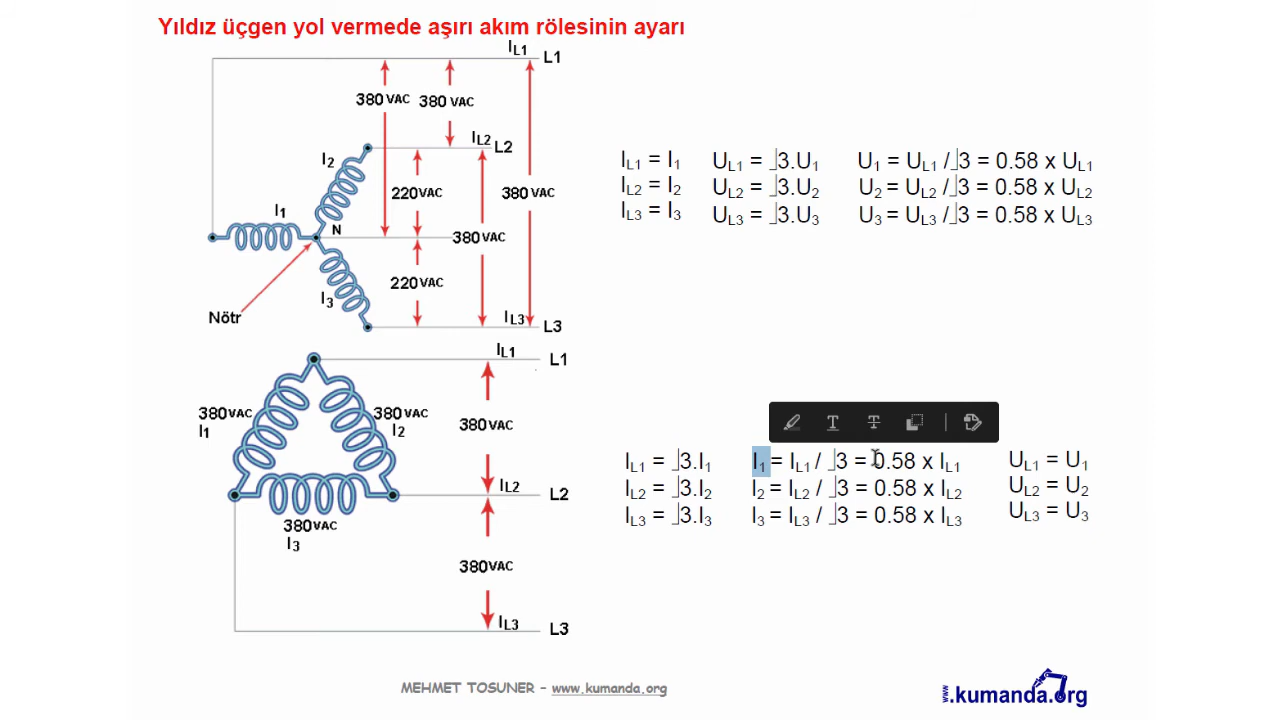 Yıldız üçgen yol vermede aşırı akım rölesinin ayarı
IL1 L1
380 VAC 380 VAC
IL2 L2
I2
220 VAC 380 VAC
I1
N
380 VAC
I3
220 VAC
Nötr
IL3 L3
IL1 = I1 UL1 = ⌋3.U1 U1 = UL1 /⌋3 = 0.58 x UL1
IL2 = I2 UL2 = ⌋3.U2 U2 = UL2 /⌋3 = 0.58 x UL2
IL3 = I3 UL3 = ⌋3.U3 U3 = UL3 /⌋3 = 0.58 x UL3
IL1 L1
380 VAC 380 VAC
I1 I2
380 VAC
IL2 L2
380 VAC
I3
380 VAC
IL3 L3
IL1 = ⌋3.I1 I1 = IL1 / ⌋3 = 0.58 x IL1 UL1 = U1
IL2 = ⌋3.I2 I2 = IL2 / ⌋3 = 0.58 x IL2 UL2 = U2
IL3 = ⌋3.I3 I3 = IL3 / ⌋3 = 0.58 x IL3 UL3 = U3
MEHMET TOSUNER - www.kumanda.org
.kumanda.org